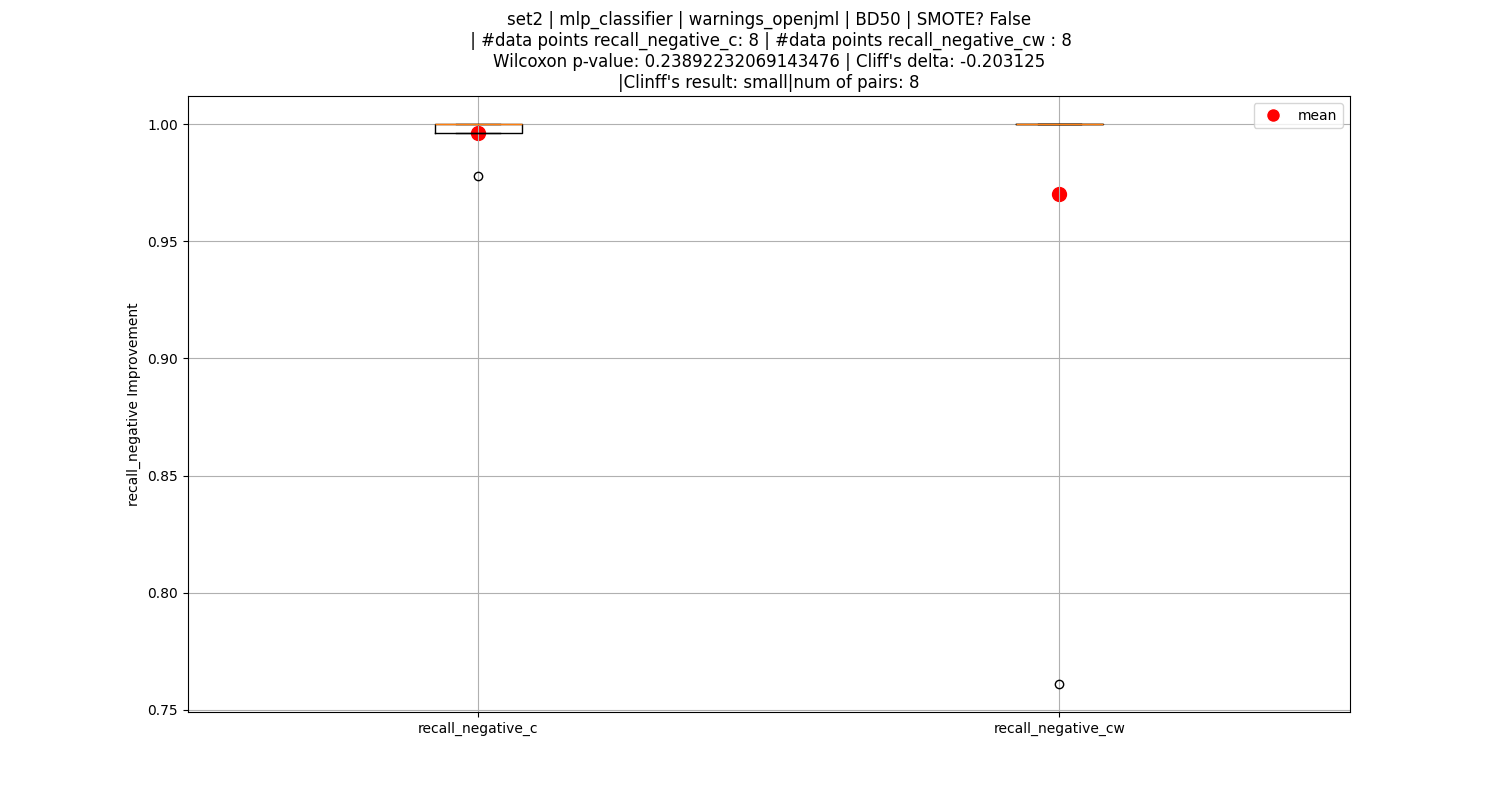 set2 | mlp_classifier | warnings_openjml | BD50 | SMOTE? False
| #data points recall_negative_c: 8 | #data points recall_negative_cw : 8
Wilcoxon p-value: 0.23892232069143476 | Cliff's delta: -0.203125
|Clinff's result: small|num of pairs: 8
mean
1.00
0.95
0.90
0.85
0.80
0.75
recall_negative Improvement
recall_negative_c
recall_negative_cw